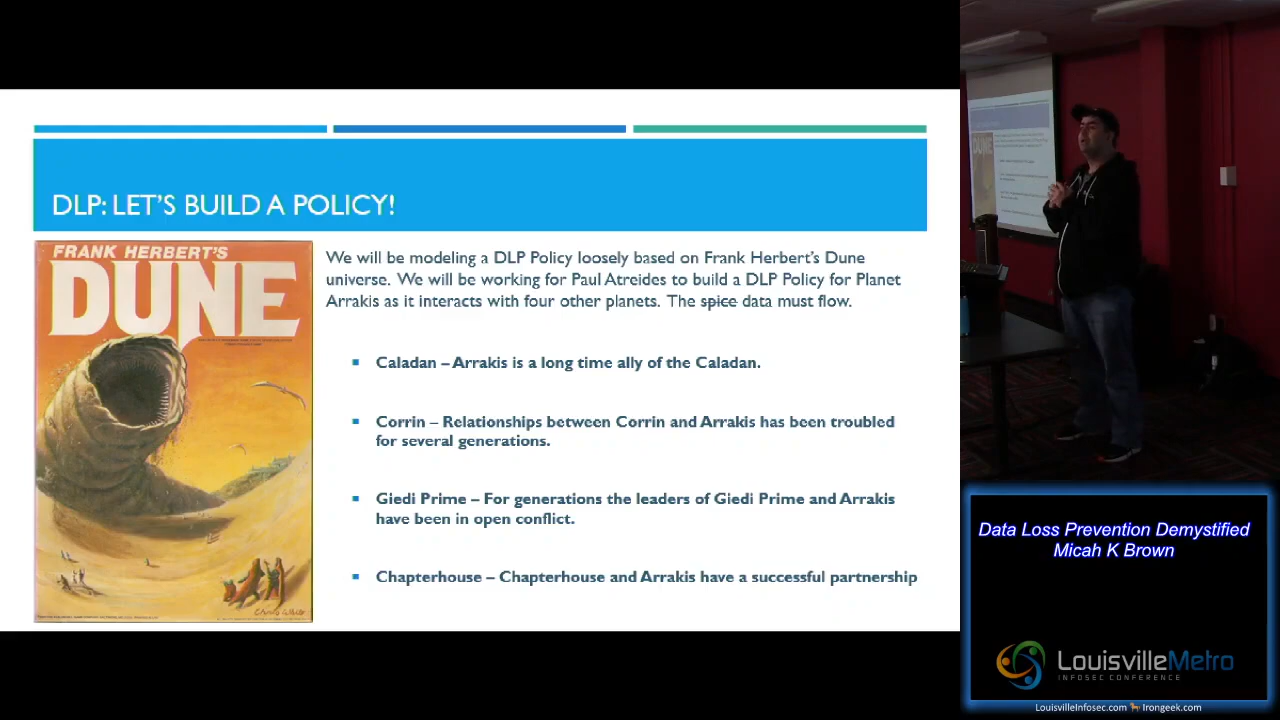 DLP: LET'S BUILD A POLICY!
FRANK HERBERT'S
DUNE
We will be modeling a DLP Policy loosely based on Frank Herbert's Dune
universe. We will be working for Paul Atreides to build a DLP Policy for Planet
Arrakis as it interacts with four other planets. The spice data must flow.
Caladan – Arrakis is a long time ally of the Caladan.
Corrin – Relationships between Corrin and Arrakis has been troubled
for several generations.
Giedi Prime – For generations the leaders of Giedi Prime and Arrakis
have been in open conflict.
Chapterhouse – Chapterhouse and Arrakis have a successful partnership
DUNE
Data Loss Prevention Demystified
Micah K Brown
LouisvilleMetro
INFOSEC CONFERENCE
LouisvilleInfosec.com Irongeek.com